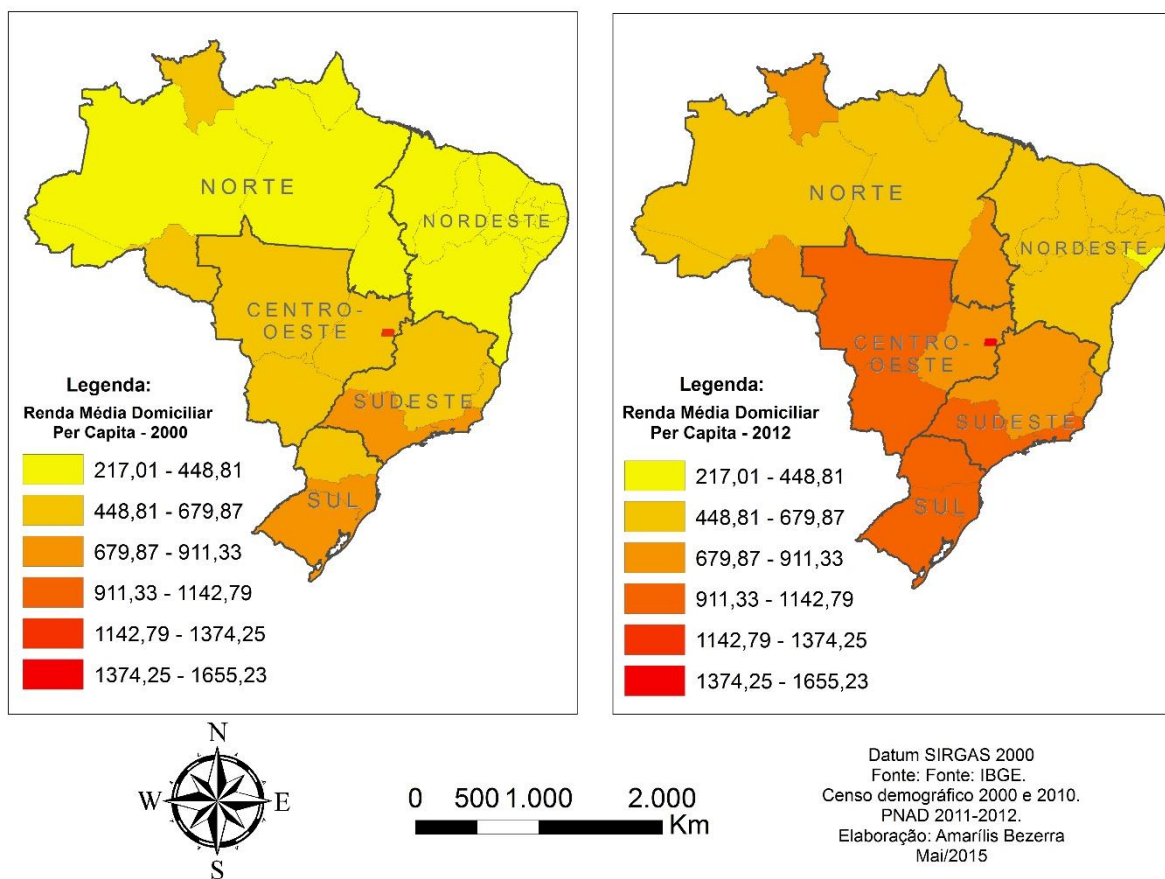 NORTE
NORDESTE
CENTRO-
OESTE
SUDESTE
SUL
Legenda:
Renda Média Domiciliar
Per Capita - 2000
217,01 - 448,81
448,81 - 679,87
679,87 - 911,33
911,33 - 1142,79
1142,79 - 1374,25
1374,25 - 1655,23
NORTE
NORDESTE
CENTRO-
OESTE
SUDESTE
SUL
Legenda:
Renda Média Domiciliar
Per Capita - 2012
217,01 - 448,81
448,81 - 679,87
679,87 - 911,33
911,33 - 1142,79
1142,79 - 1374,25
1374,25 - 1655,23
N
W E
S
0 500 1.000 2.000
Km
Datum SIRGAS 2000
Fonte: Fonte: IBGE.
Censo demográfico 2000 e 2010.
PNAD 2011-2012.
Elaboração: Amarílis Bezerra
Mai/2015